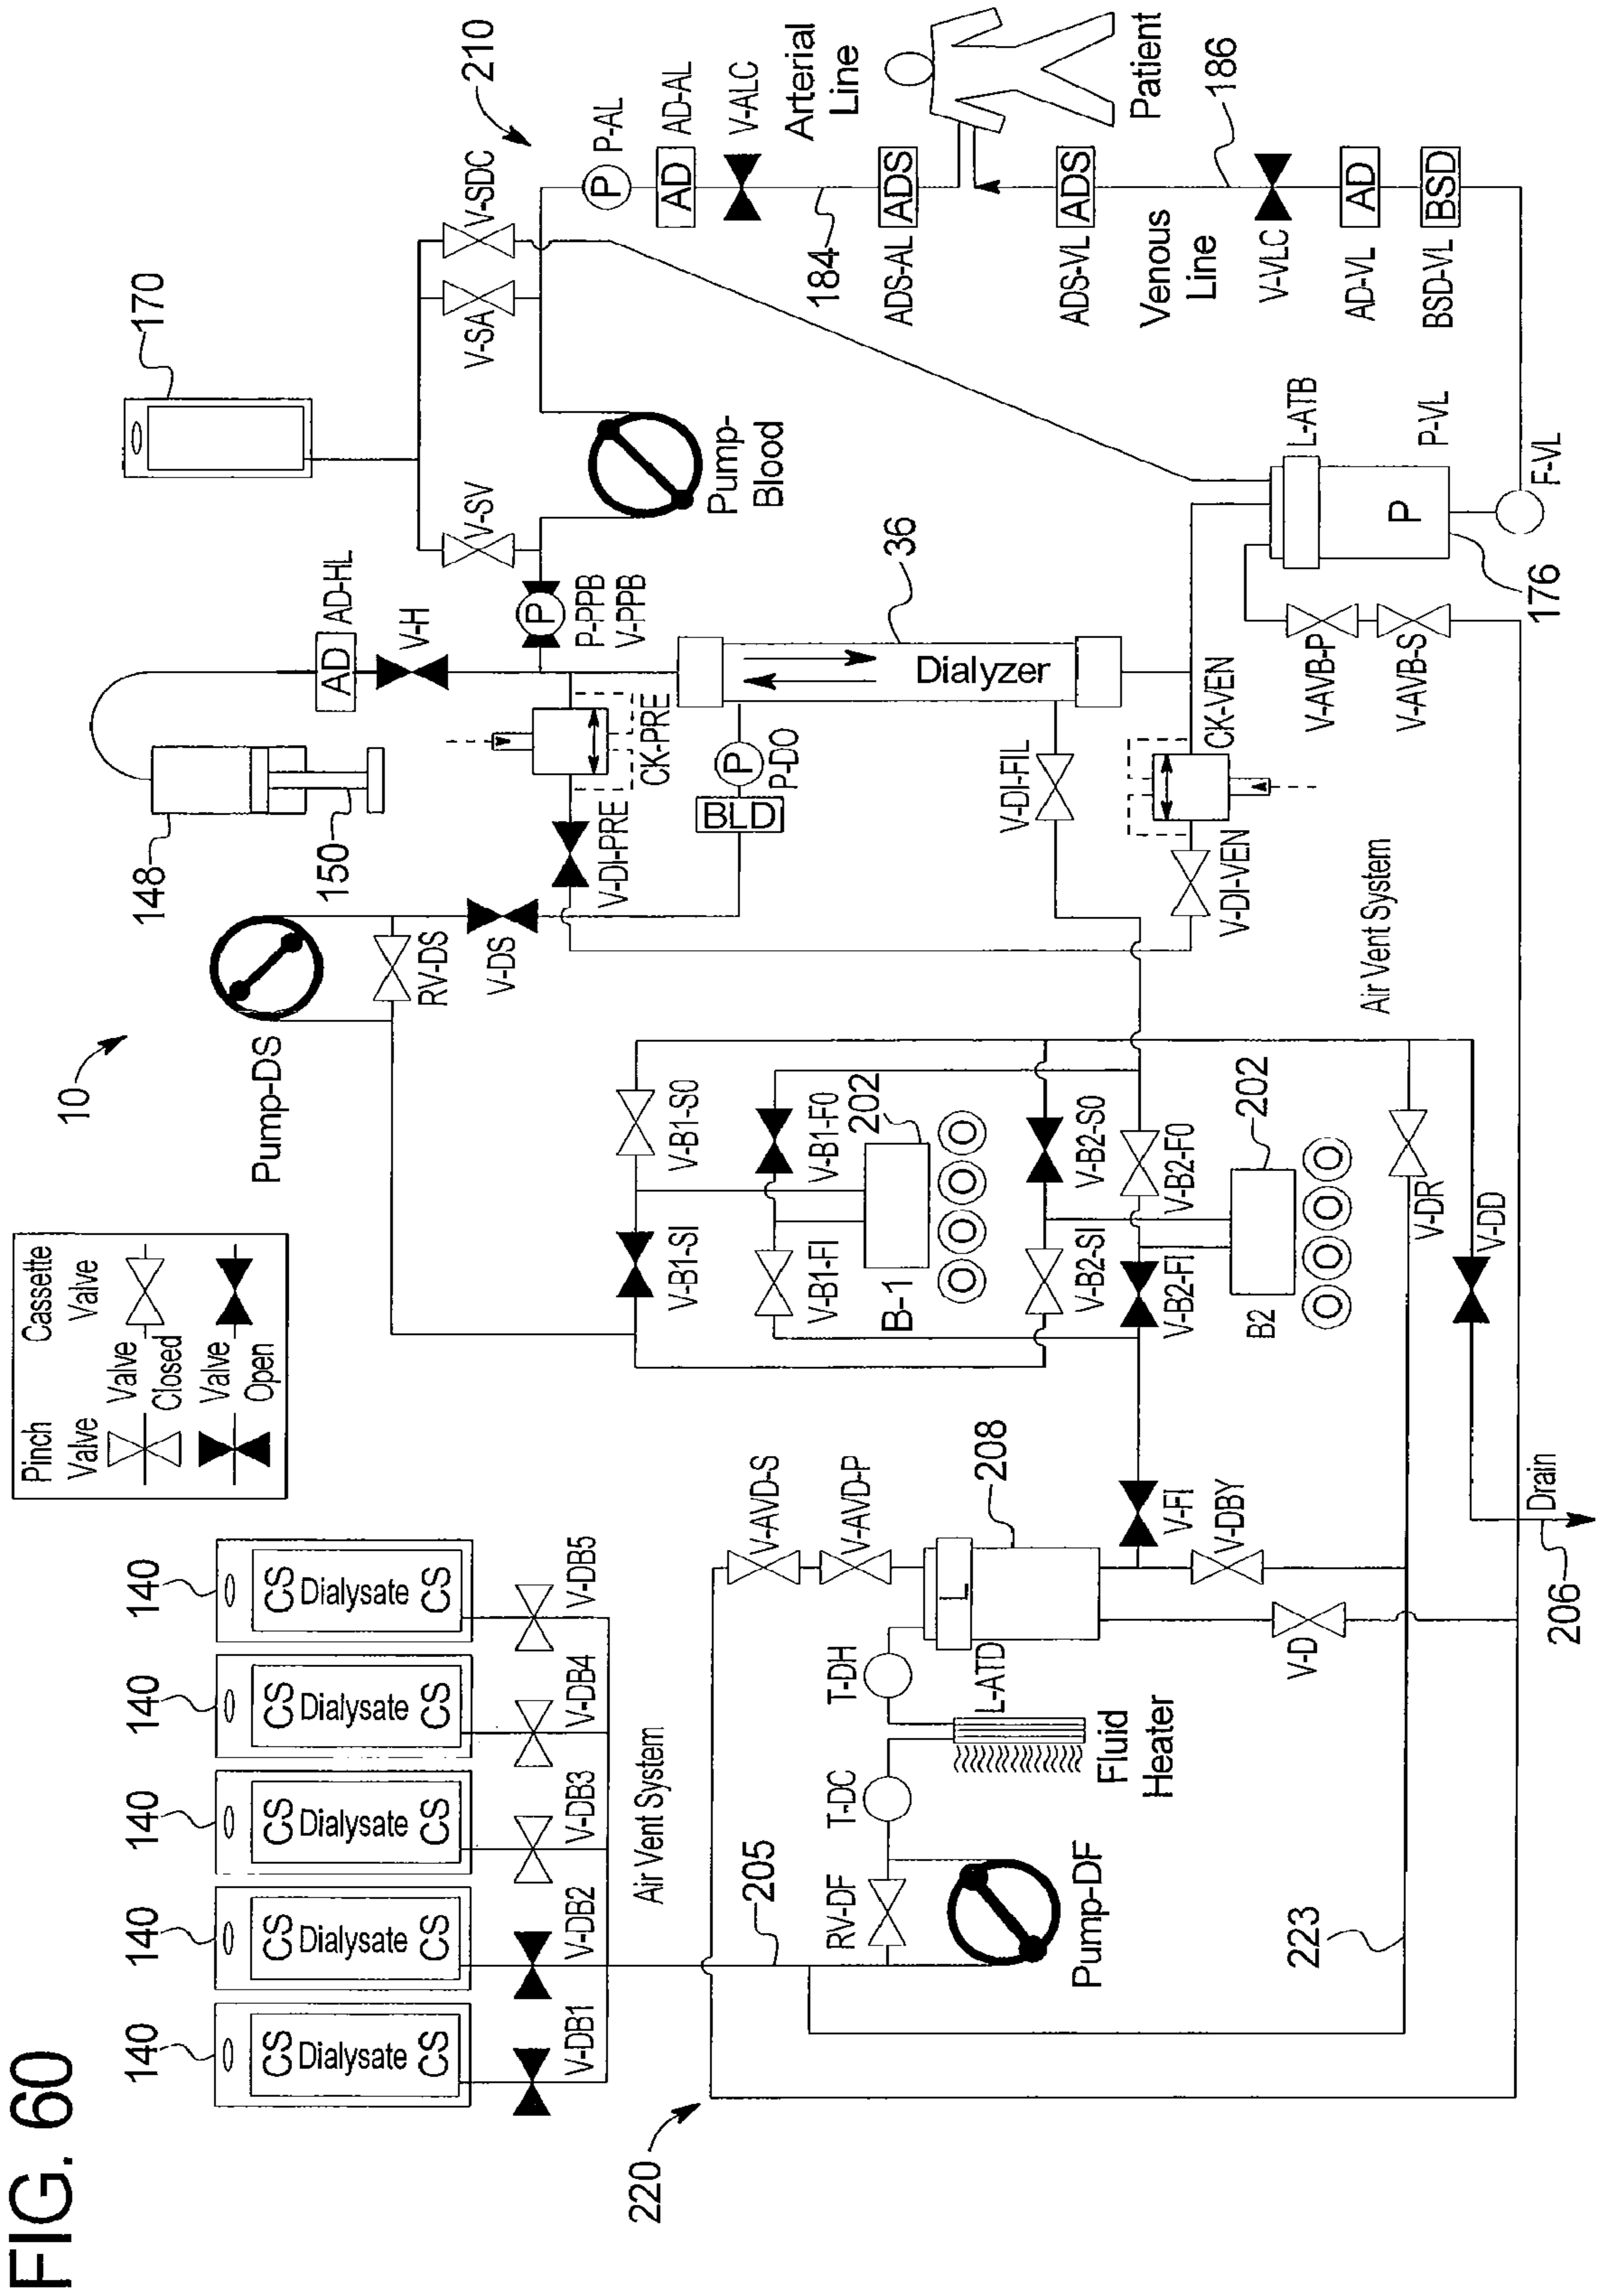 FIG. 60
10
Pinch
Valve
Cassette
Valve
Valve
Closed
Valve
Open
140
140
140
140
140
CS Dialysate CS
CS Dialysate CS
CS Dialysate CS
CS Dialysate CS
CS Dialysate CS
V-DB1
V-DB2
V-DB3
V-DB4
V-DB5
Air Vent System
220
205
RV-DF
Pump-DF
T-DC
Fluid
Heater
T-DH
L-ATD
L
208
V-AVD-S
V-AVD-P
V-FI
V-DBY
V-D
223
206
Drain
V-DD
V-DR
Pump-DS
RV-DS
V-DS
V-B1-SI
V-B1-S0
V-B1-FI
V-B1-F0
B-1
202
V-B2-SI
V-B2-S0
V-B2-FI
V-B2-F0
B2
202
Air Vent System
148
150
AD
AD-HL
V-H
V-DI-PRE
CK-PRE
BLD
P
P-DO
Dialyzer
36
V-DI-FIL
V-DI-VEN
CK-VEN
P
P-PPB
V-PPB
170
V-SV
V-SA
V-SDC
210
Pump-
Blood
P
P-AL
AD
AD-AL
V-ALC
Arterial
Line
184
ADS
ADS-AL
Patient
ADS
ADS-VL
Venous
Line
186
V-VLC
AD
AD-VL
BSD
BSD-VL
L-ATB
P
P-VL
F-VL
176
V-AVB-P
V-AVB-S